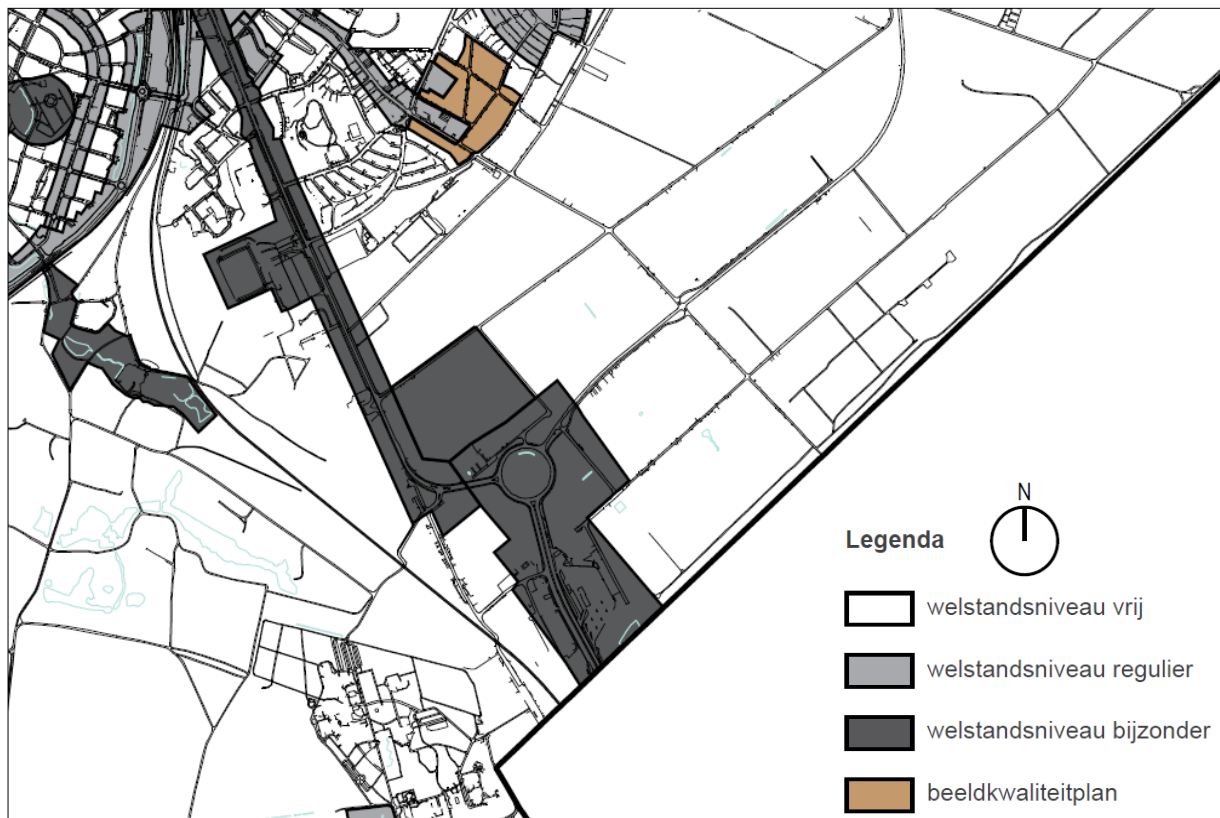 N
Legenda
welstandsniveau vrij
welstandsniveau regulier
welstandsniveau bijzonder
beeldkwaliteitplan